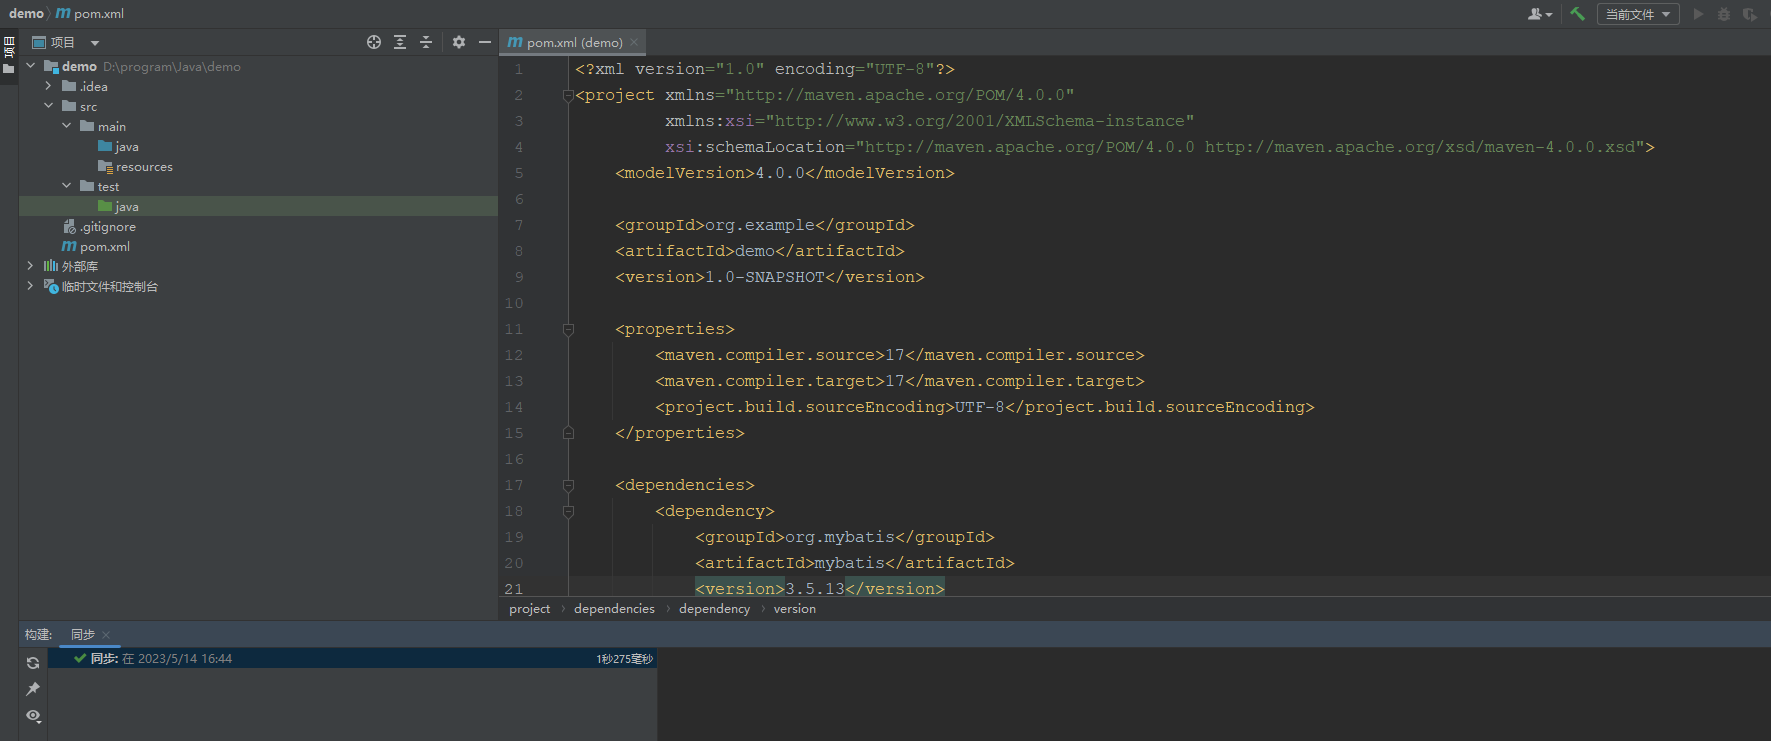 demo › pom.xml
当前文件
项目
项目
demo D:\program\Java\demo
.idea
src
main
java
resources
test
java
.gitignore
pom.xml
外部库
临时文件和控制台
pom.xml (demo)
1 <?xml version="1.0" encoding="UTF-8"?>
2 <project xmlns="http://maven.apache.org/POM/4.0.0"
3 xmlns:xsi="http://www.w3.org/2001/XMLSchema-instance"
4 xsi:schemaLocation="http://maven.apache.org/POM/4.0.0 http://maven.apache.org/xsd/maven-4.0.0.xsd">
5 <modelVersion>4.0.0</modelVersion>
6
7 <groupId>org.example</groupId>
8 <artifactId>demo</artifactId>
9 <version>1.0-SNAPSHOT</version>
10
11 <properties>
12 <maven.compiler.source>17</maven.compiler.source>
13 <maven.compiler.target>17</maven.compiler.target>
14 <project.build.sourceEncoding>UTF-8</project.build.sourceEncoding>
15 </properties>
16
17 <dependencies>
18 <dependency>
19 <groupId>org.mybatis</groupId>
20 <artifactId>mybatis</artifactId>
21 <version>3.5.13</version>
project › dependencies › dependency › version
构建: 同步
同步: 在 2023/5/14 16:44 1秒275毫秒